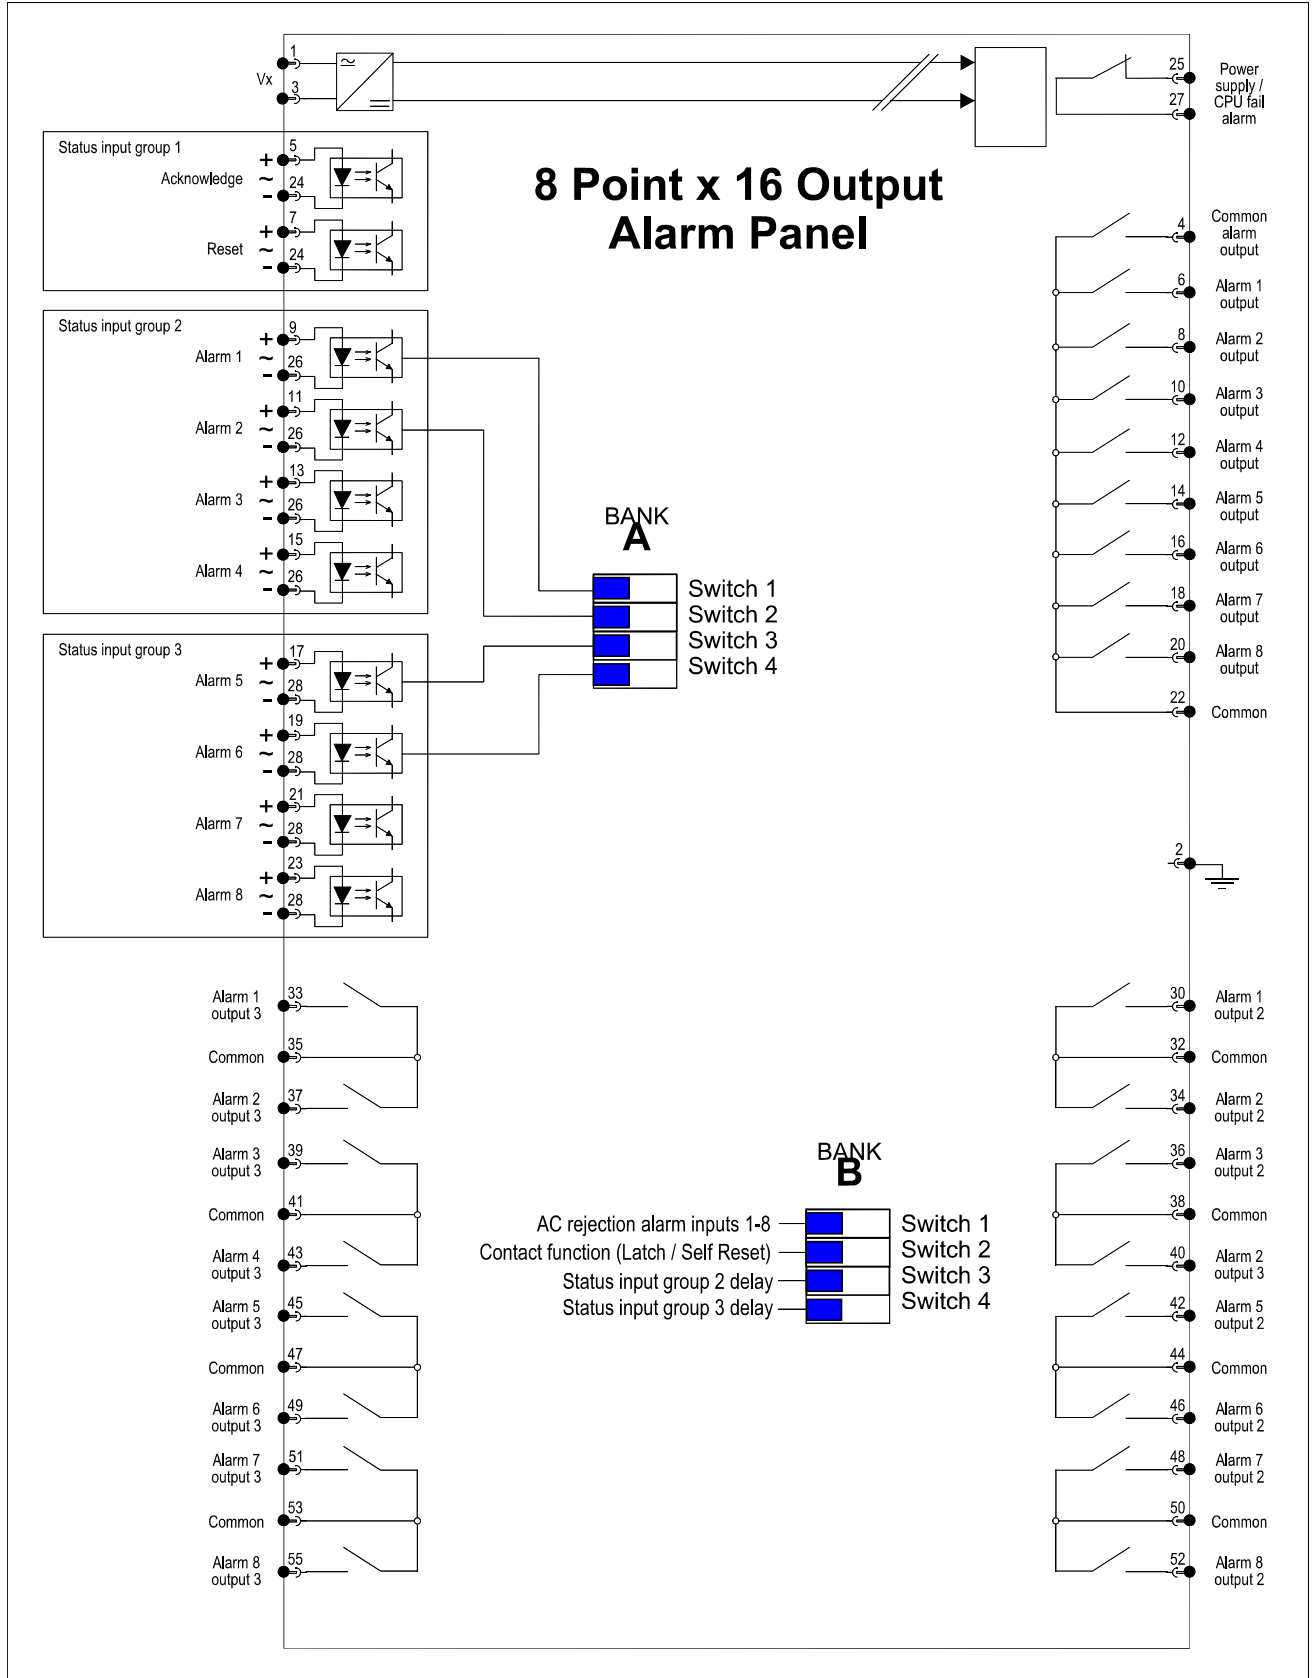 1
Vx
3
25
Power
supply /
CPU fail
alarm
27
8 Point x 16 Output
Alarm Panel
Status input group 1
+ 5
Acknowledge ~
- 24
+ 7
Reset ~
- 24
Status input group 2
+ 9
Alarm 1 ~
- 26
+ 11
Alarm 2 ~
- 26
+ 13
Alarm 3 ~
- 26
+ 15
Alarm 4 ~
- 26
Status input group 3
+ 17
Alarm 5 ~
- 28
+ 19
Alarm 6 ~
- 28
+ 21
Alarm 7 ~
- 28
+ 23
Alarm 8 ~
- 28
BANK
A
Switch 1
Switch 2
Switch 3
Switch 4
4
Common
alarm
output
6
Alarm 1
output
8
Alarm 2
output
10
Alarm 3
output
12
Alarm 4
output
14
Alarm 5
output
16
Alarm 6
output
18
Alarm 7
output
20
Alarm 8
output
22
Common
2
Alarm 1
output 3
33
Common
35
Alarm 2
output 3
37
Alarm 3
output 3
39
Common
41
Alarm 4
output 3
43
Alarm 5
output 3
45
Common
47
Alarm 6
output 3
49
Alarm 7
output 3
51
Common
53
Alarm 8
output 3
55
BANK
B
AC rejection alarm inputs 1-8
Switch 1
Contact function (Latch / Self Reset)
Switch 2
Status input group 2 delay
Switch 3
Status input group 3 delay
Switch 4
30
Alarm 1
output 2
32
Common
34
Alarm 2
output 2
36
Alarm 3
output 2
38
Common
40
Alarm 2
output 3
42
Alarm 5
output 2
44
Common
46
Alarm 6
output 2
48
Alarm 7
output 2
50
Common
52
Alarm 8
output 2